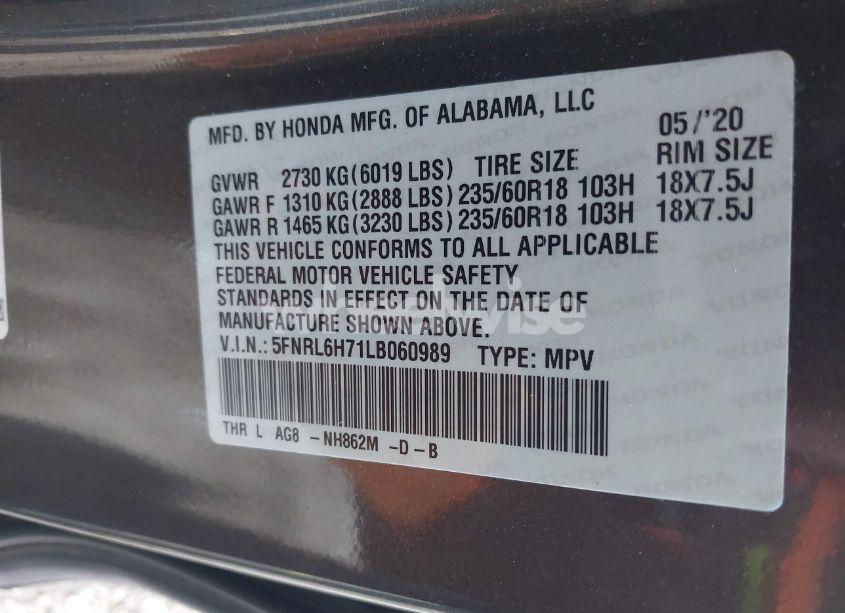 MFD. BY HONDA MFG. OF ALABAMA, LLC 05/'20
GVWR 2730 KG(6019 LBS) TIRE SIZE RIM SIZE
GAWR F 1310 KG(2888 LBS) 235/60R18 103H 18X7.5J
GAWR R 1465 KG(3230 LBS) 235/60R18 103H 18X7.5J
THIS VEHICLE CONFORMS TO ALL APPLICABLE
FEDERAL MOTOR VEHICLE SAFETY
STANDARDS IN EFFECT ON THE DATE OF
MANUFACTURE SHOWN ABOVE.
V.I.N.: 5FNRL6H71LB060989 TYPE: MPV
THR L AG8 -NH862M -D-B